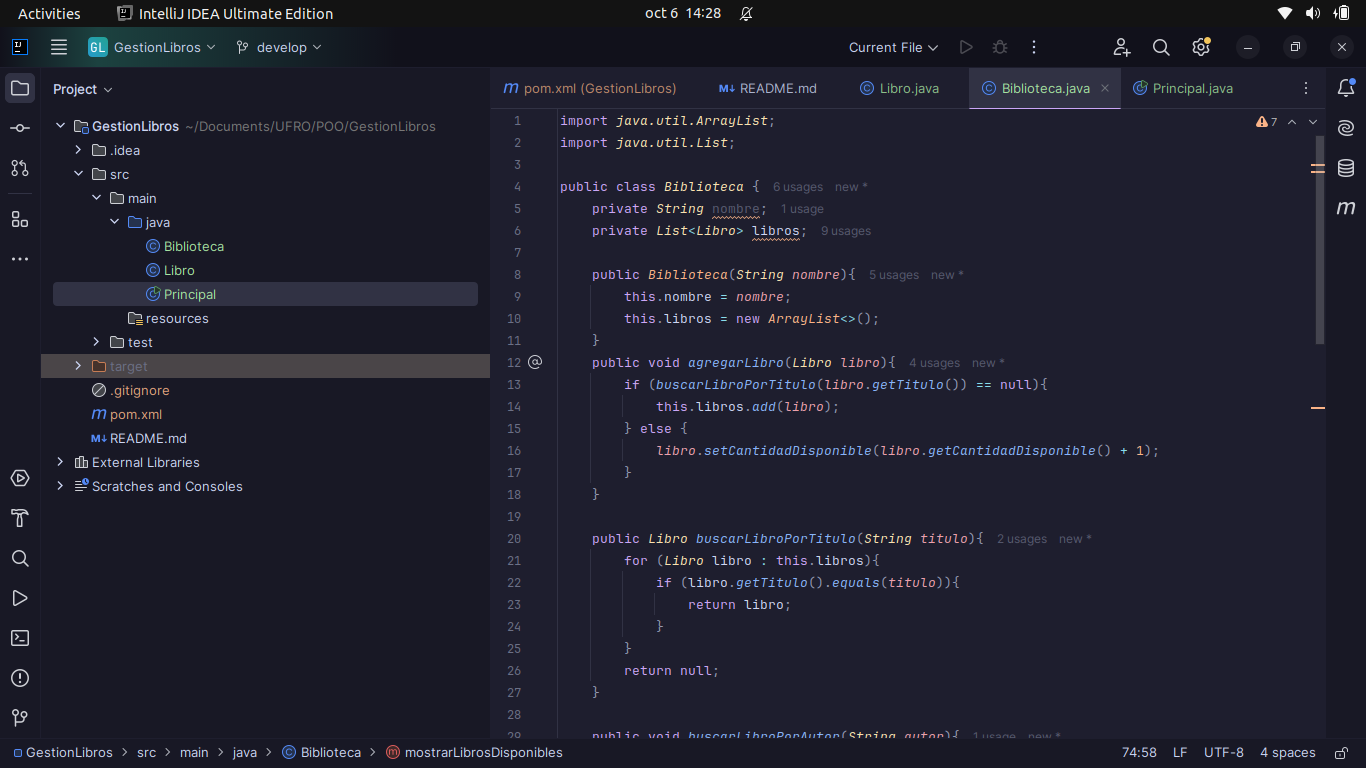 Activities IntelliJ IDEA Ultimate Edition oct 6 14:28
GL GestionLibros develop Current File
Project
pom.xml (GestionLibros) README.md Libro.java Biblioteca.java Principal.java
GestionLibros ~/Documents/UFRO/POO/GestionLibros
.idea
src
main
java
Biblioteca
Libro
Principal
resources
test
target
.gitignore
pom.xml
README.md
External Libraries
Scratches and Consoles
7
1 import java.util.ArrayList;
2 import java.util.List;
3
4 public class Biblioteca { 6 usages new *
5 private String nombre; 1 usage
6 private List<Libro> libros; 9 usages
7
8 public Biblioteca(String nombre){ 5 usages new *
9 this.nombre = nombre;
10 this.libros = new ArrayList<>();
11 }
12 public void agregarLibro(Libro libro){ 4 usages new *
13 if (buscarLibroPorTitulo(libro.getTitulo()) == null){
14 this.libros.add(libro);
15 } else {
16 libro.setCantidadDisponible(libro.getCantidadDisponible() + 1);
17 }
18 }
19
20 public Libro buscarLibroPorTitulo(String titulo){ 2 usages new *
21 for (Libro libro : this.libros){
22 if (libro.getTitulo().equals(titulo)){
23 return libro;
24 }
25 }
26 return null;
27 }
28
29 public void buscarLibroPorAutor(String autor){ 1 usage new *
GestionLibros > src > main > java > Biblioteca > mostrarLibrosDisponibles 74:58 LF UTF-8 4 spaces